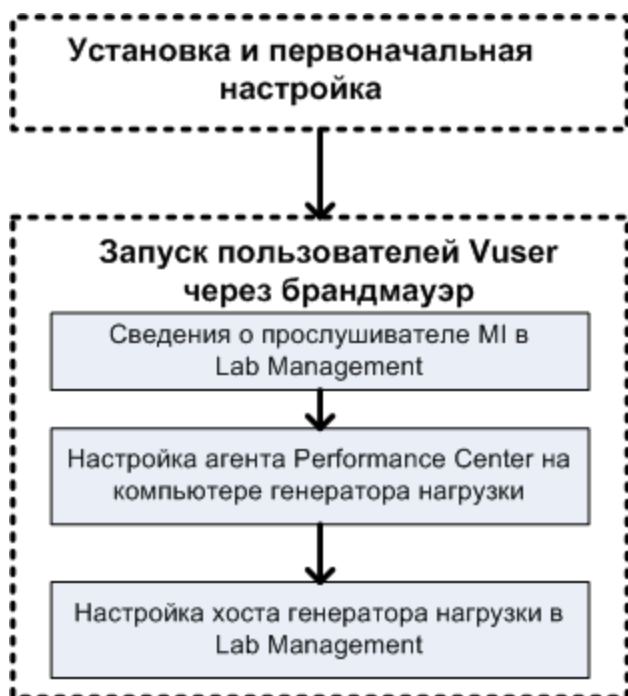 Установка и первоначальная
настройка
Запуск пользователей Vuser
через брандмауэр
Сведения о прослушивателе MI в
Lab Management
Настройка агента Performance Center на
компьютере генератора нагрузки
Настройка хоста генератора нагрузки в
Lab Management